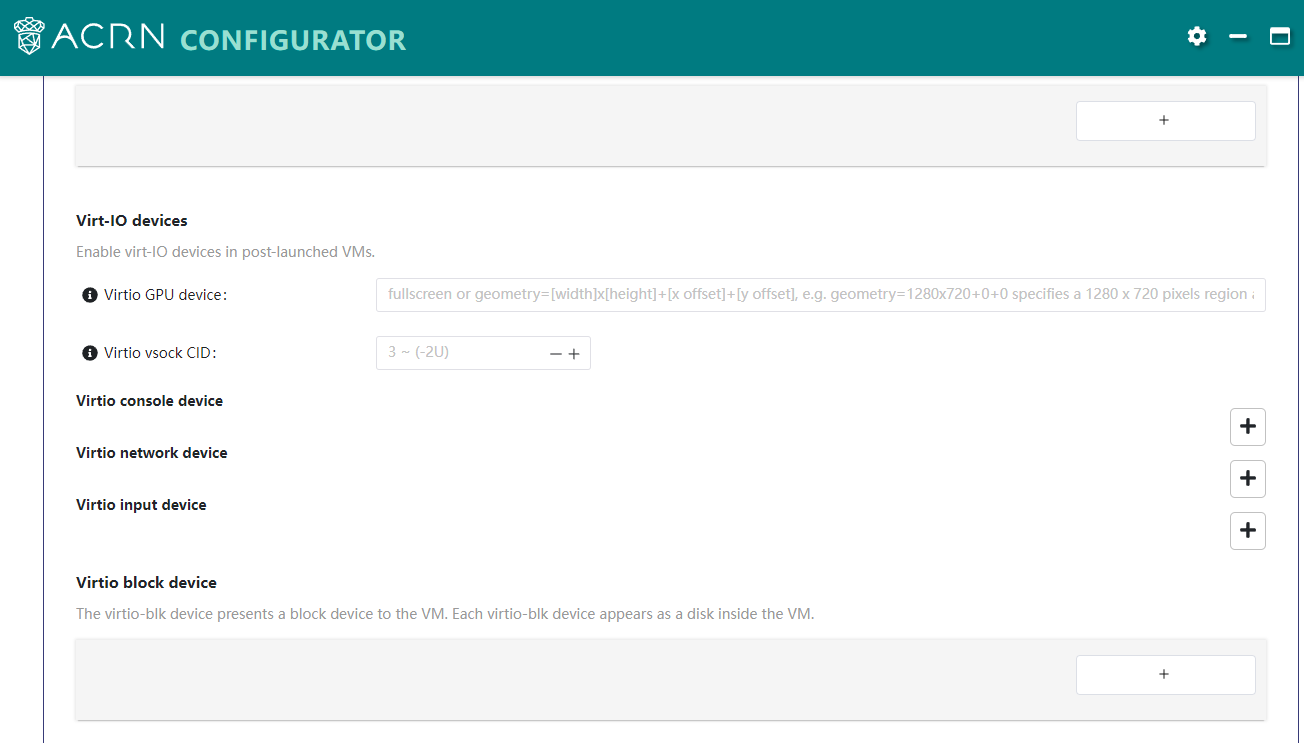 ACRN CONFIGURATOR
+
Virt-IO devices
Enable virt-IO devices in post-launched VMs.
Virtio GPU device:
fullscreen or geometry=[width]x[height]+[x offset]+[y offset], e.g. geometry=1280x720+0+0 specifies a 1280 x 720 pixels region
Virtio vsock CID:
3 ~ (-2U)
Virtio console device
+
Virtio network device
+
Virtio input device
+
Virtio block device
The virtio-blk device presents a block device to the VM. Each virtio-blk device appears as a disk inside the VM.
+